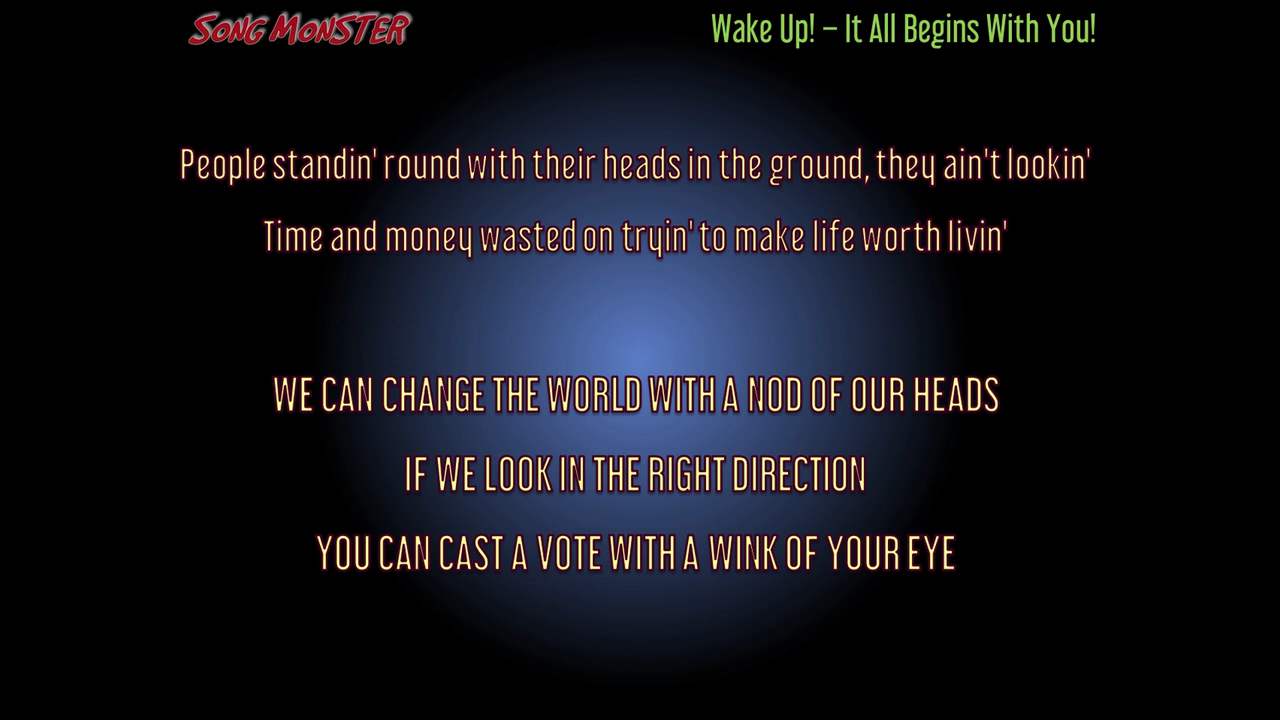 SONG MONSTER
Wake Up! – It All Begins With You!
People standin' round with their heads in the ground, they ain't lookin'
Time and money wasted on tryin' to make life worth livin'
WE CAN CHANGE THE WORLD WITH A NOD OF OUR HEADS
IF WE LOOK IN THE RIGHT DIRECTION
YOU CAN CAST A VOTE WITH A WINK OF YOUR EYE